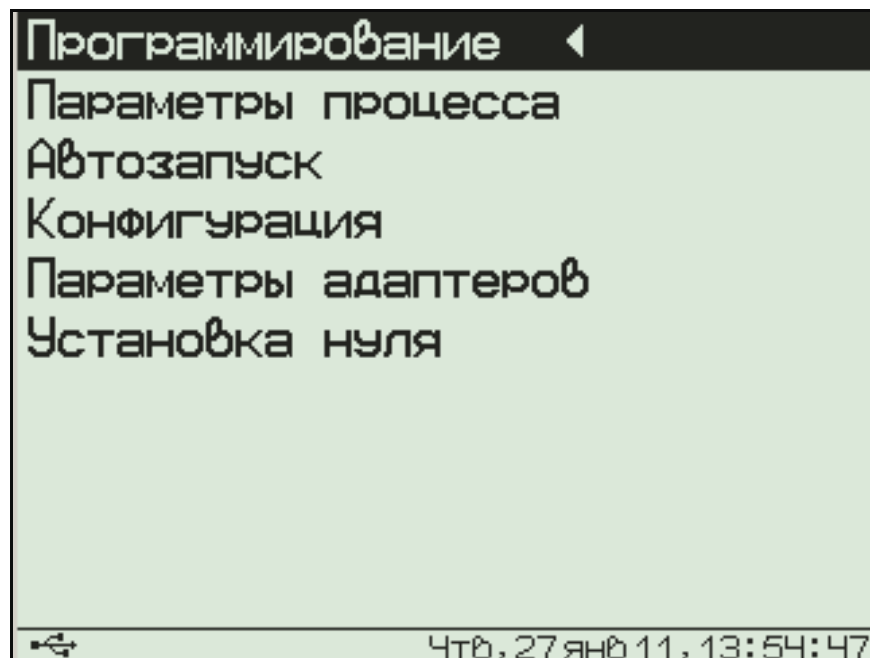 Программирование
Параметры процесса
Автозапуск
Конфигурация
Параметры адаптеров
Установка нуля
Чтв,27янв11,13:54:47